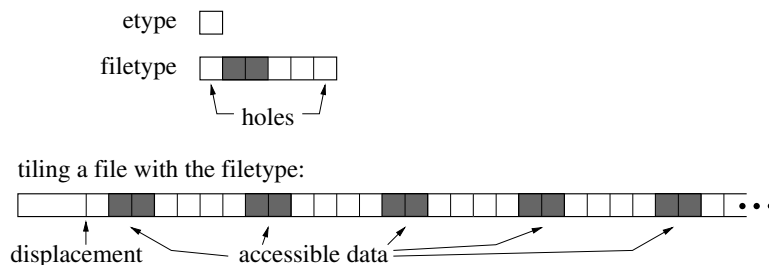 etype
filetype
holes
tiling a file with the filetype:
displacement accessible data